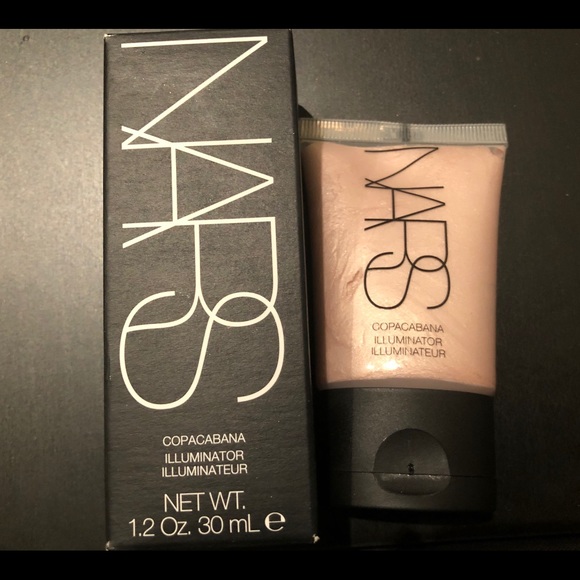 NARS
COPACABANA
ILLUMINATOR
ILLUMINATEUR
NET WT.
1.2 Oz. 30 mL e
NARS
COPACABANA
ILLUMINATOR
ILLUMINATEUR